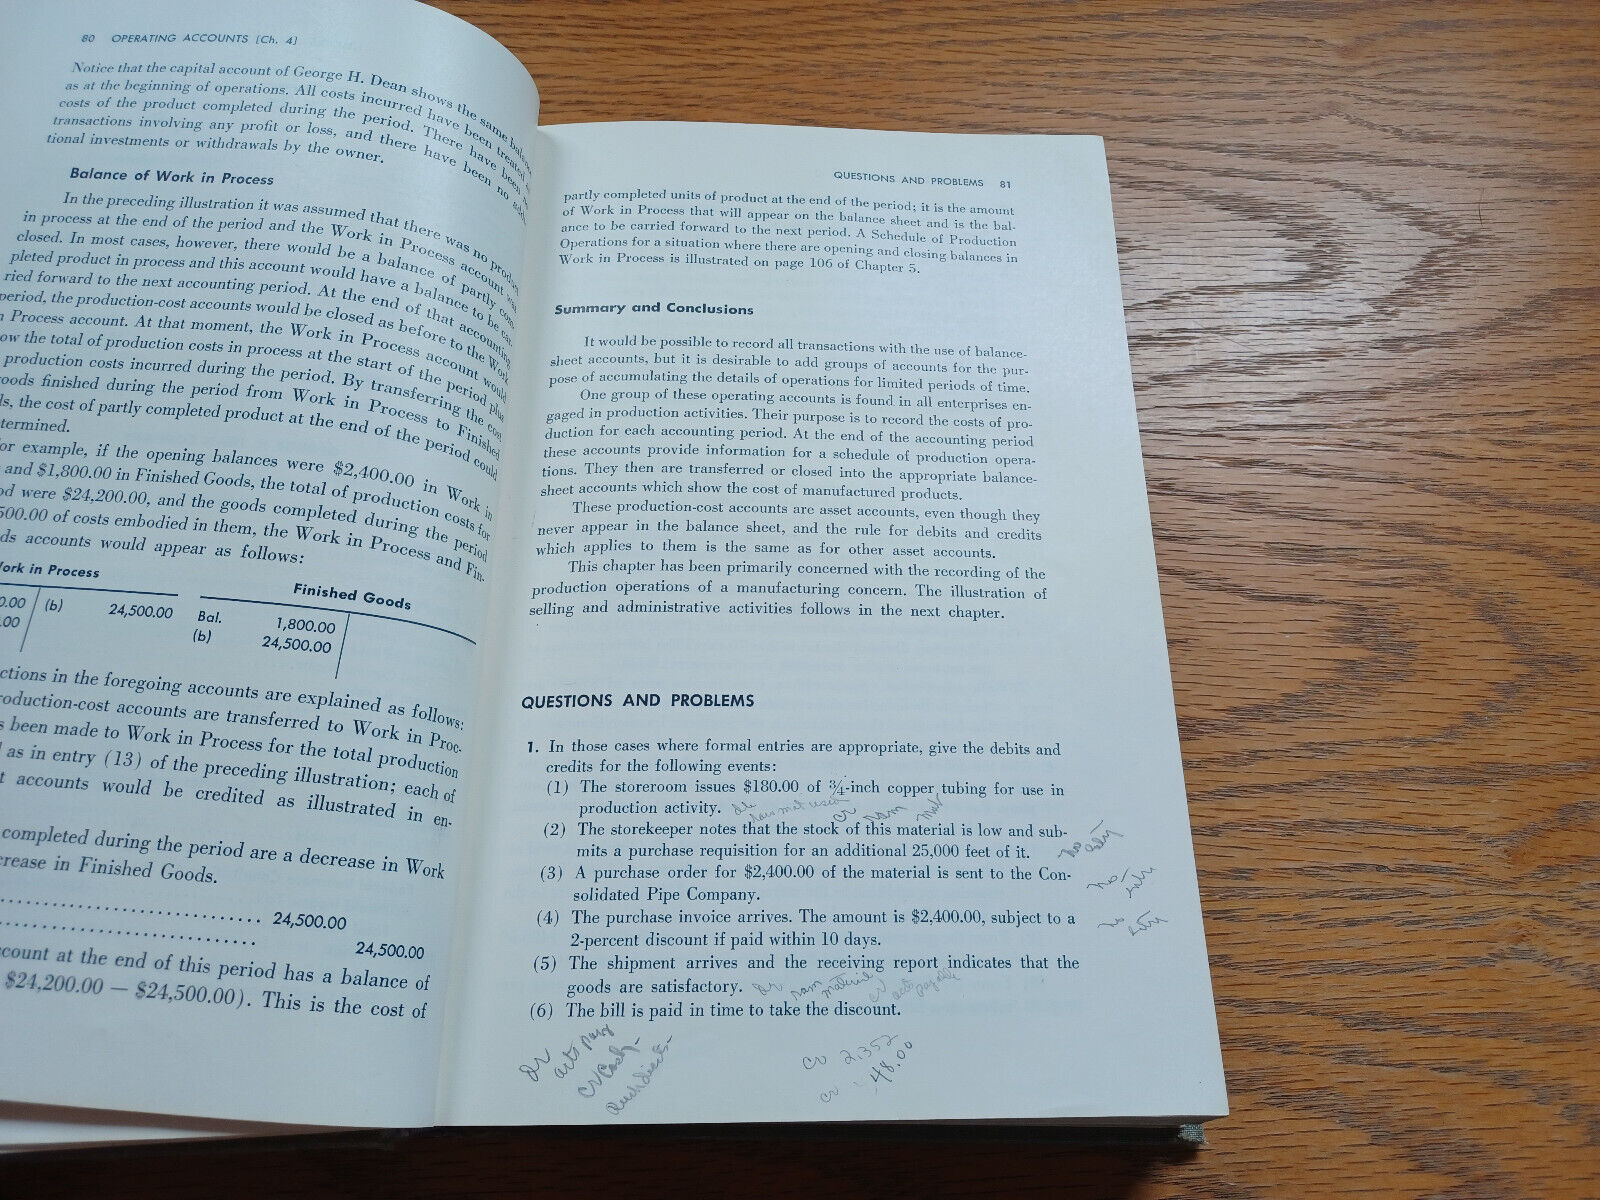 80 OPERATING ACCOUNTS [Ch. 4]
Notice that the capital account of George H. Dean shows the same
as at the beginning of operations. All costs incurred have been treated
costs of the product completed during the period. There have been
transactions involving any profit or loss, and there have been no
tional investments or withdrawals by the owner.
Balance of Work in Process
In the preceding illustration it was assumed that there was no
in process at the end of the period and the Work in Process account was
closed. In most cases, however, there would be a balance of partly com-
pleted product in process and this account would have a balance to be car-
ried forward to the next accounting period. At the end of that accounting
period, the production-cost accounts would be closed as before to the Work
Process account. At that moment, the Work in Process account would
ow the total of production costs in process at the start of the period plus
production costs incurred during the period. By transferring the cost
oods finished during the period from Work in Process to Finished
ds, the cost of partly completed product at the end of the period could
termined.
or example, if the opening balances were $2,400.00 in Work in
and $1,800.00 in Finished Goods, the total of production costs for
od were $24,200.00, and the goods completed during the period
500.00 of costs embodied in them, the Work in Process and Fin-
ds accounts would appear as follows:
Work in Process
Finished Goods
0.00 (b) 24,500.00 Bal. 1,800.00
.00 (b) 24,500.00
ctions in the foregoing accounts are explained as follows:
roduction-cost accounts are transferred to Work in Proc-
s been made to Work in Process for the total production
as in entry (13) of the preceding illustration; each of
t accounts would be credited as illustrated in en-
completed during the period are a decrease in Work
crease in Finished Goods.
.............................. 24,500.00
.............................. 24,500.00
count at the end of this period has a balance of
$24,200.00 — $24,500.00). This is the cost of
QUESTIONS AND PROBLEMS 81
partly completed units of product at the end of the period; it is the amount
of Work in Process that will appear on the balance sheet and is the bal-
ance to be carried forward to the next period. A Schedule of Production
Operations for a situation where there are opening and closing balances in
Work in Process is illustrated on page 106 of Chapter 5.
Summary and Conclusions
It would be possible to record all transactions with the use of balance-
sheet accounts, but it is desirable to add groups of accounts for the pur-
pose of accumulating the details of operations for limited periods of time.
One group of these operating accounts is found in all enterprises en-
gaged in production activities. Their purpose is to record the costs of pro-
duction for each accounting period. At the end of the accounting period
these accounts provide information for a schedule of production opera-
tions. They then are transferred or closed into the appropriate balance-
sheet accounts which show the cost of manufactured products.
These production-cost accounts are asset accounts, even though they
never appear in the balance sheet, and the rule for debits and credits
which applies to them is the same as for other asset accounts.
This chapter has been primarily concerned with the recording of the
production operations of a manufacturing concern. The illustration of
selling and administrative activities follows in the next chapter.
QUESTIONS AND PROBLEMS
1. In those cases where formal entries are appropriate, give the debits and
credits for the following events:
(1) The storeroom issues $180.00 of ¾-inch copper tubing for use in
production activity. cr raw mat
(2) The storekeeper notes that the stock of this material is low and sub-
mits a purchase requisition for an additional 25,000 feet of it. no entry
(3) A purchase order for $2,400.00 of the material is sent to the Con-
solidated Pipe Company. no
(4) The purchase invoice arrives. The amount is $2,400.00, subject to a no
2-percent discount if paid within 10 days.
(5) The shipment arrives and the receiving report indicates that the
goods are satisfactory. Dr raw material cr acts payable
(6) The bill is paid in time to take the discount.
Dr
acts
cr Cash
cr 2,352
cr 48.00